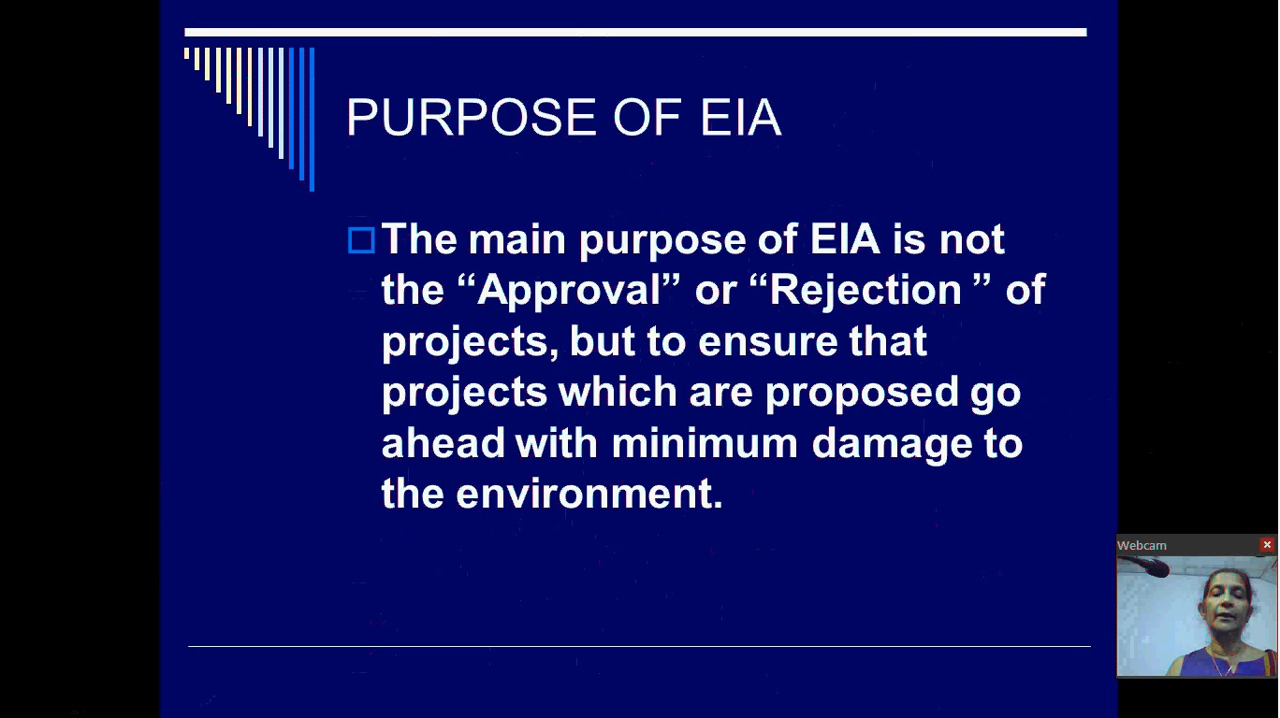 PURPOSE OF EIA
The main purpose of EIA is not
the “Approval” or “Rejection ” of
projects, but to ensure that
projects which are proposed go
ahead with minimum damage to
the environment.
Webcam